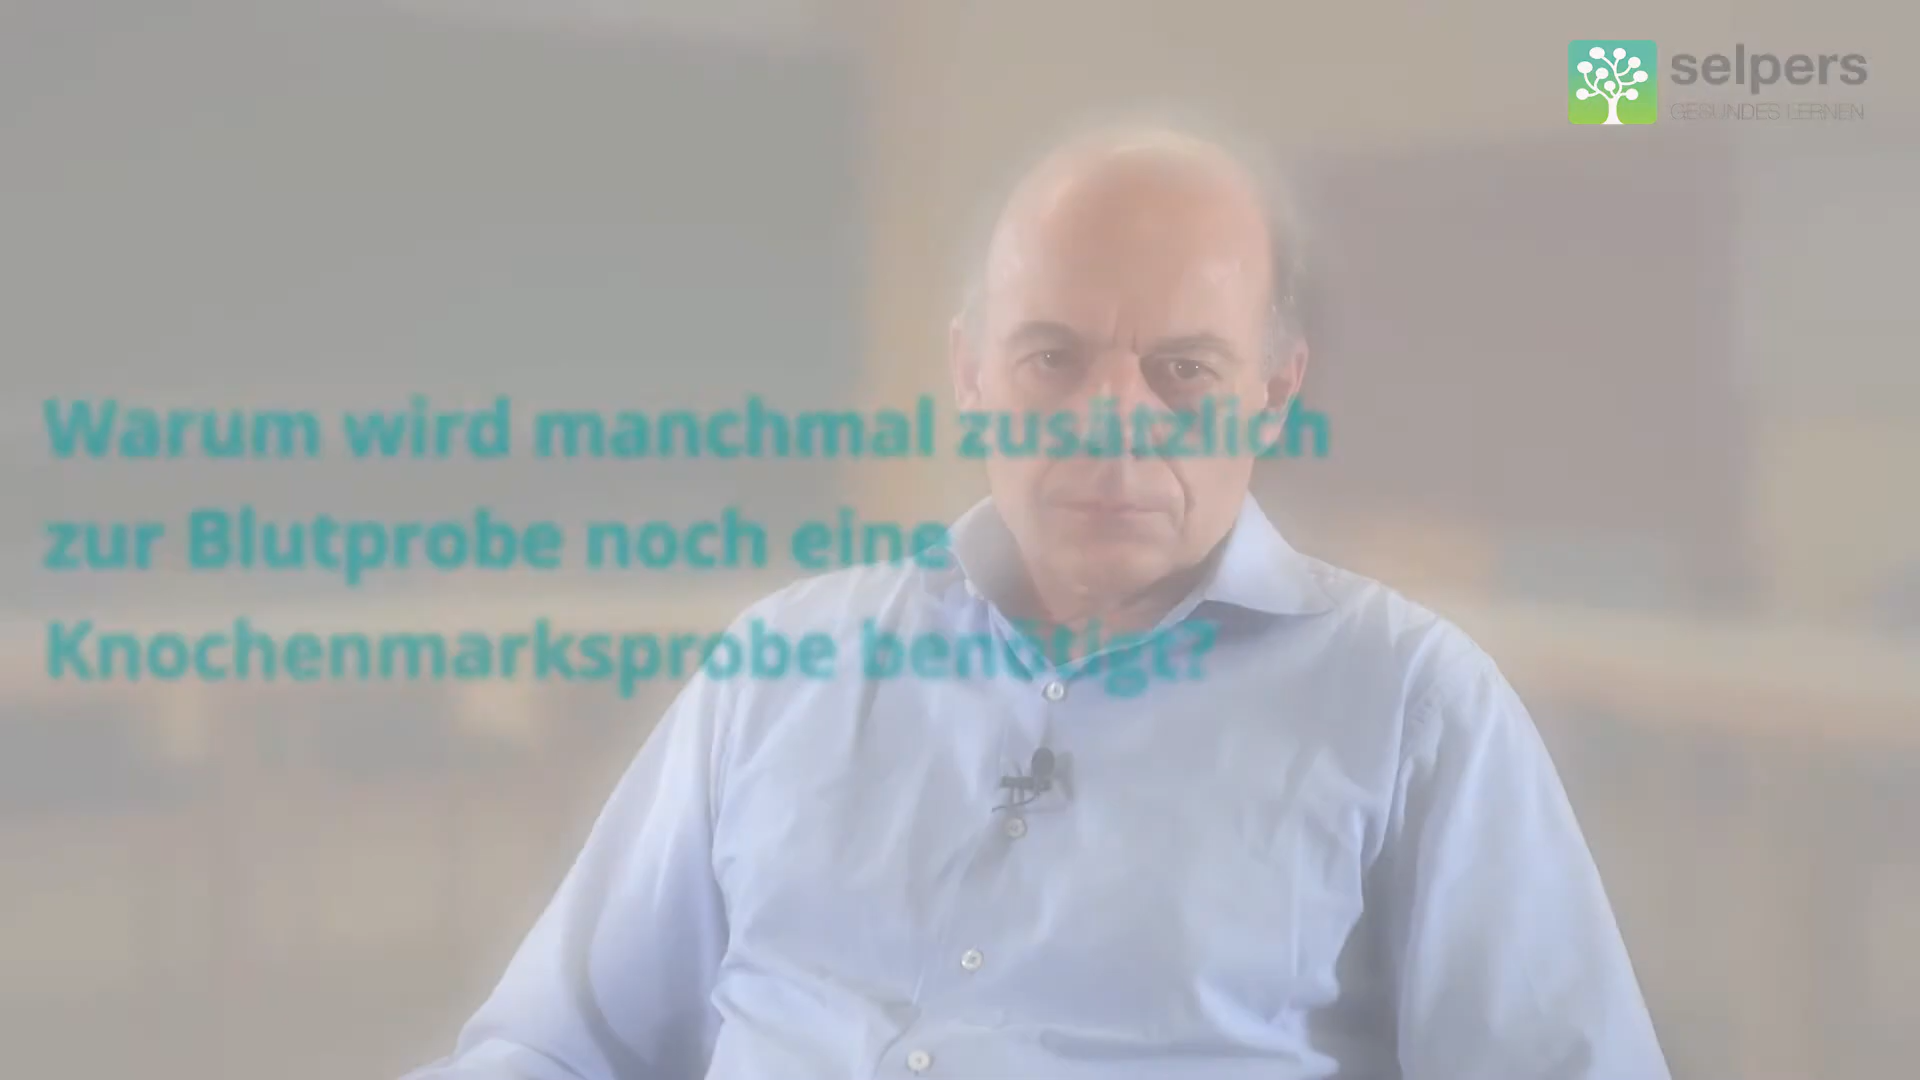 selpers
GESUNDES LERNEN
Warum wird manchmal zusätzlich
zur Blutprobe noch eine
Knochenmarksprobe benötigt?